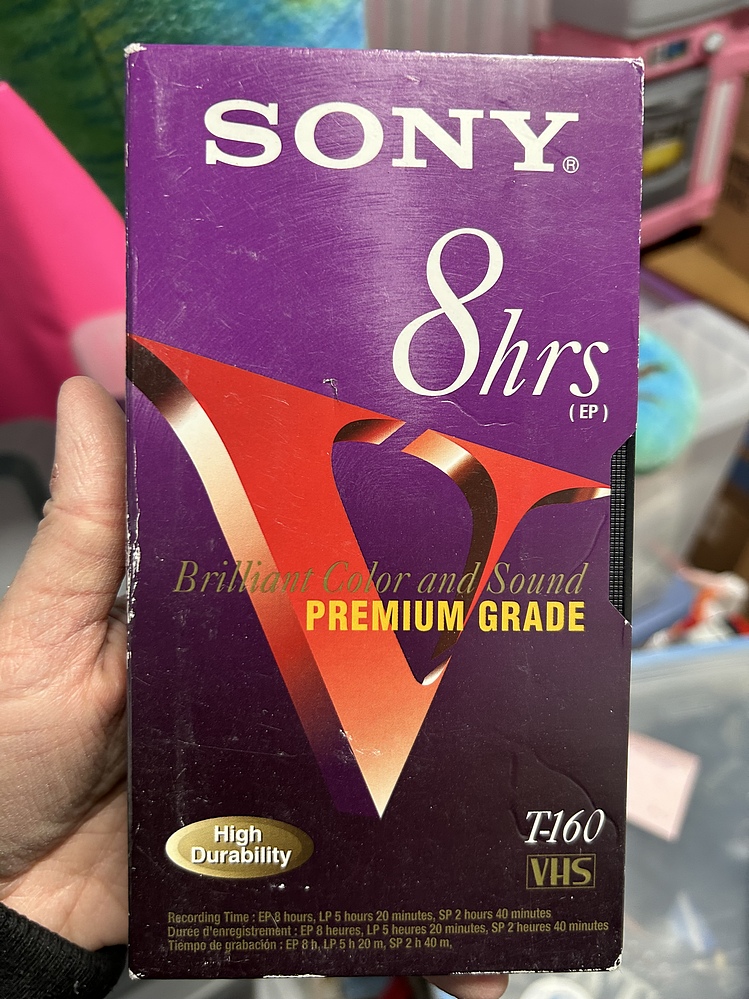 SONY®
8hrs
(EP)
Brilliant Color and Sound
PREMIUM GRADE
High
Durability
T-160
VHS
Recording Time : EP 8 hours, LP 5 hours 20 minutes, SP 2 hours 40 minutes
Durée d'enregistrement : EP 8 heures, LP 5 heures 20 minutes, SP 2 heures 40 minutes
Tiempo de grabación : EP 8 h, LP 5 h 20 m, SP 2 h 40 m,